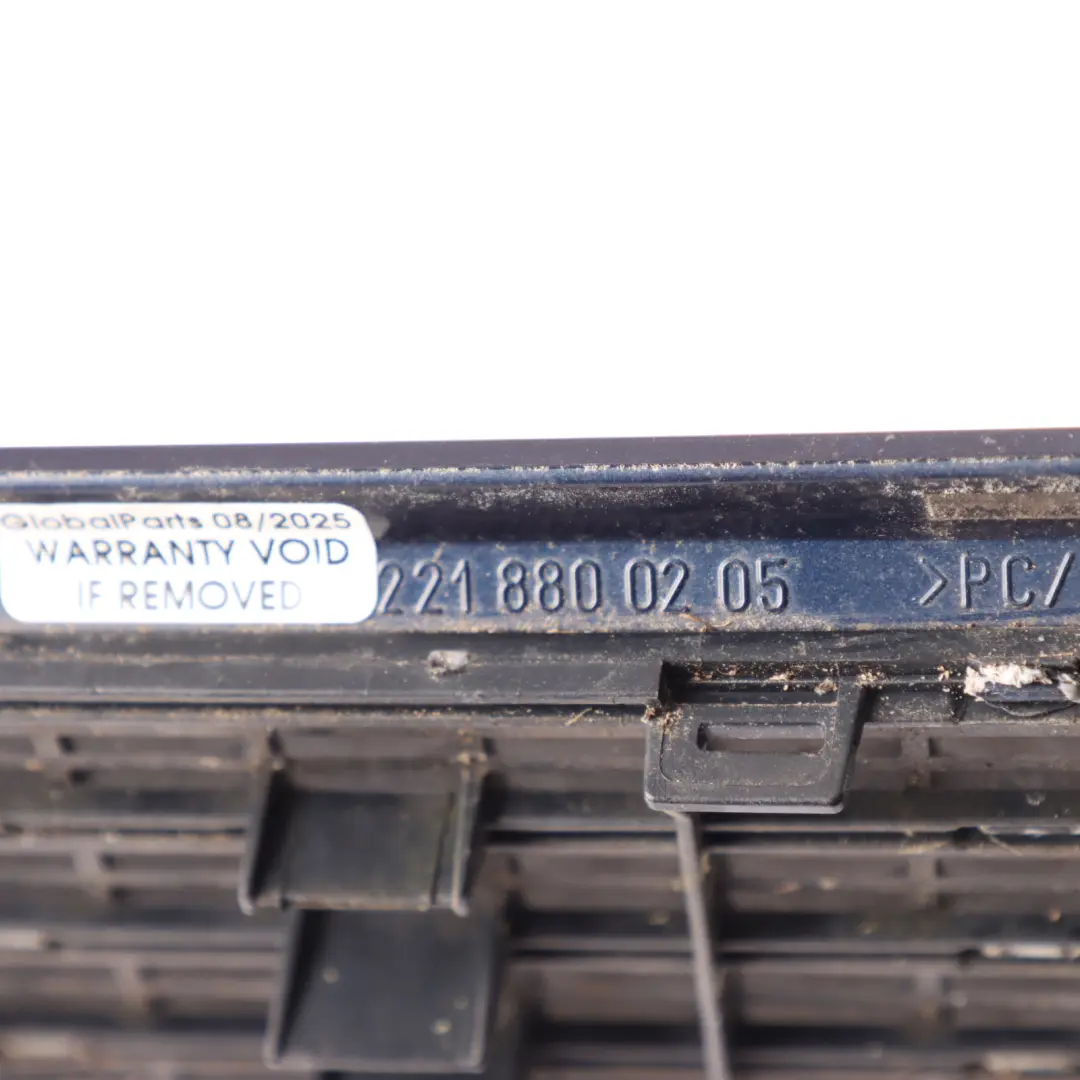 GlobalParts 08/2025
WARRANTY VOID
IF REMOVED
221 880 02 05 >PC/